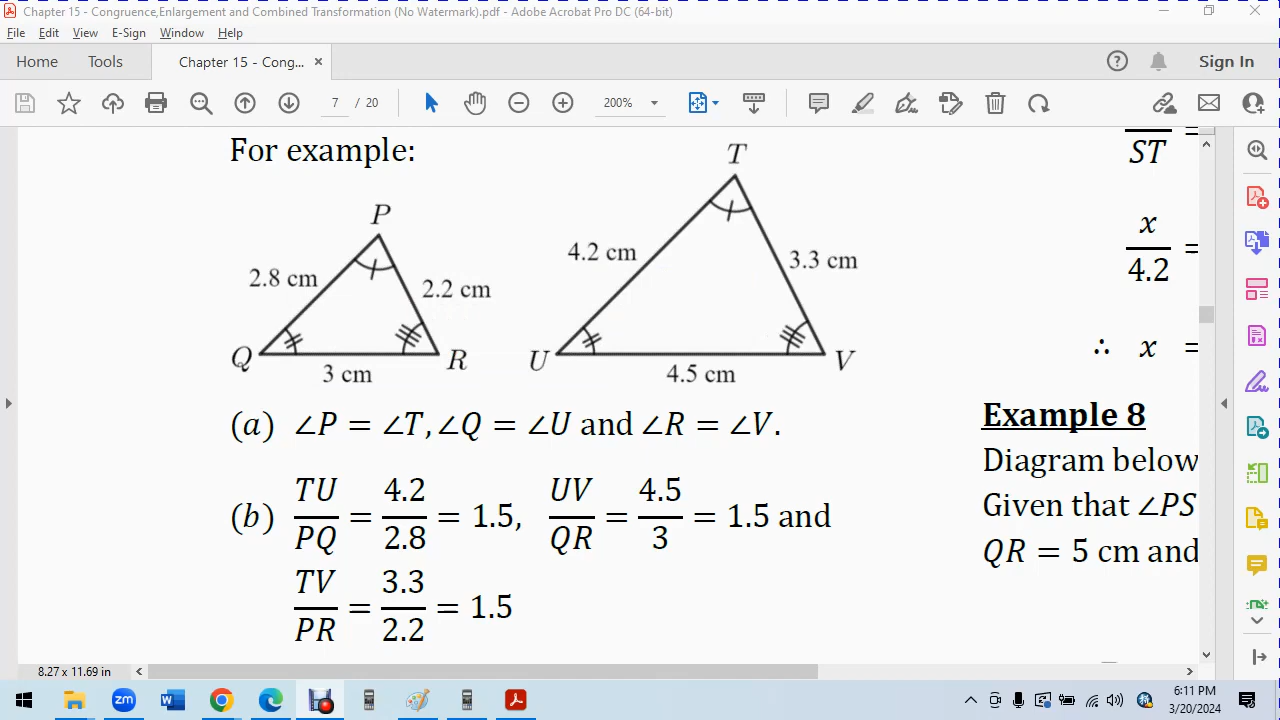 Chapter 15 - Congruence,Enlargement and Combined Transformation (No Watermark).pdf - Adobe Acrobat Pro DC (64-bit)
File Edit View E-Sign Window Help
Home Tools Chapter 15 - Cong... × Sign In
7 / 20 200%
For example:
T
P
4.2 cm
3.3 cm
2.8 cm
2.2 cm
Q
R
U
V
3 cm
4.5 cm
(a) ∠P = ∠T, ∠Q = ∠U and ∠R = ∠V.
(b) TU/PQ = 4.2/2.8 = 1.5, UV/QR = 4.5/3 = 1.5 and
TV/PR = 3.3/2.2 = 1.5
ST =
x/4.2 =
∴ x =
Example 8
Diagram below
Given that ∠PS
QR = 5 cm and
8.27 x 11.69 in
zm W
6:11 PM
3/20/2024